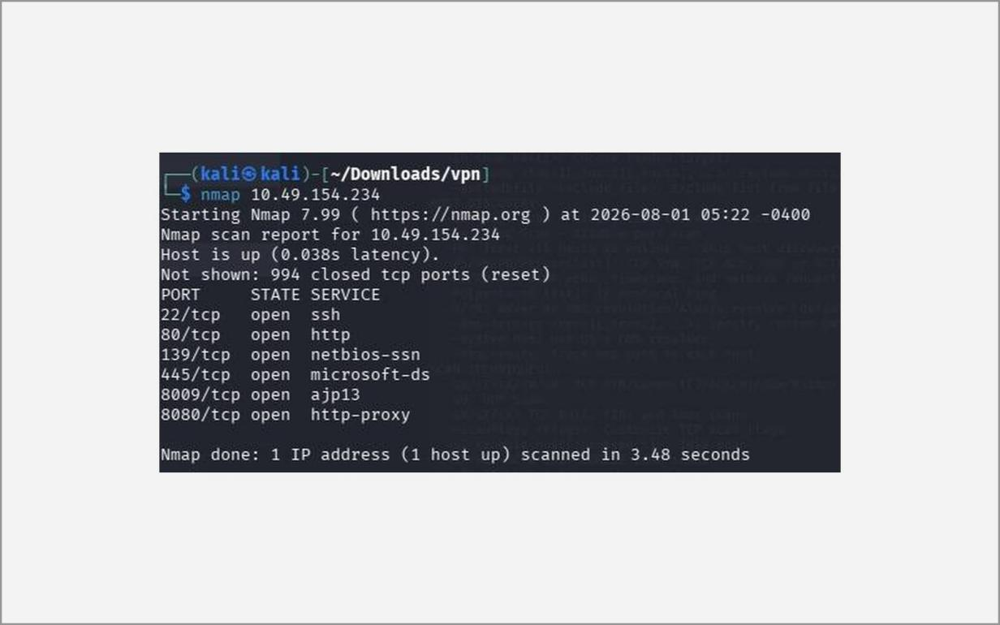 ┌──(kali㉿kali)-[~/Downloads/vpn]
└─$ nmap 10.49.154.234
Starting Nmap 7.99 ( https://nmap.org ) at 2026-08-01 05:22 -0400
Nmap scan report for 10.49.154.234
Host is up (0.038s latency).
Not shown: 994 closed tcp ports (reset)
PORT     STATE SERVICE
22/tcp   open  ssh
80/tcp   open  http
139/tcp  open  netbios-ssn
445/tcp  open  microsoft-ds
8009/tcp open  ajp13
8080/tcp open  http-proxy
Nmap done: 1 IP address (1 host up) scanned in 3.48 seconds